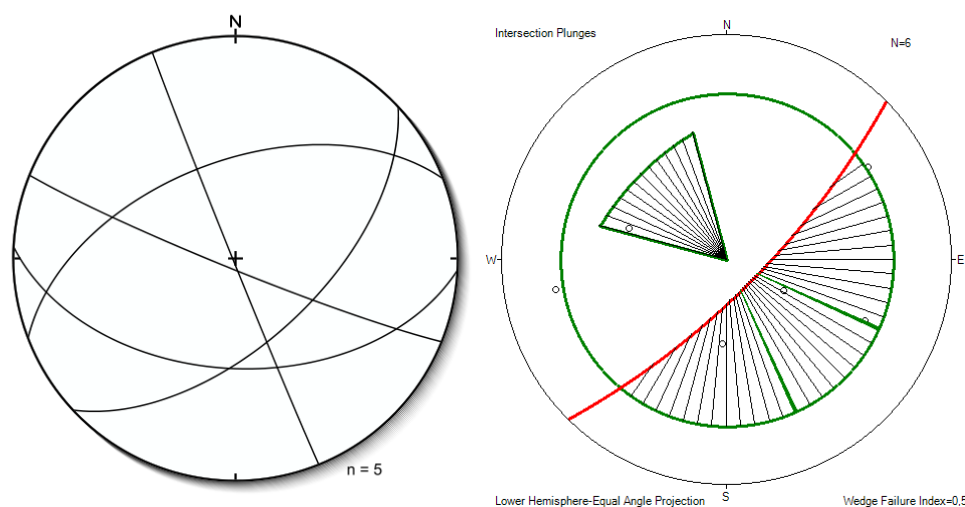 N
n = 5
Intersection Plunges
N
N=6
W
E
S
Lower Hemisphere-Equal Angle Projection
Wedge Failure Index=0,5